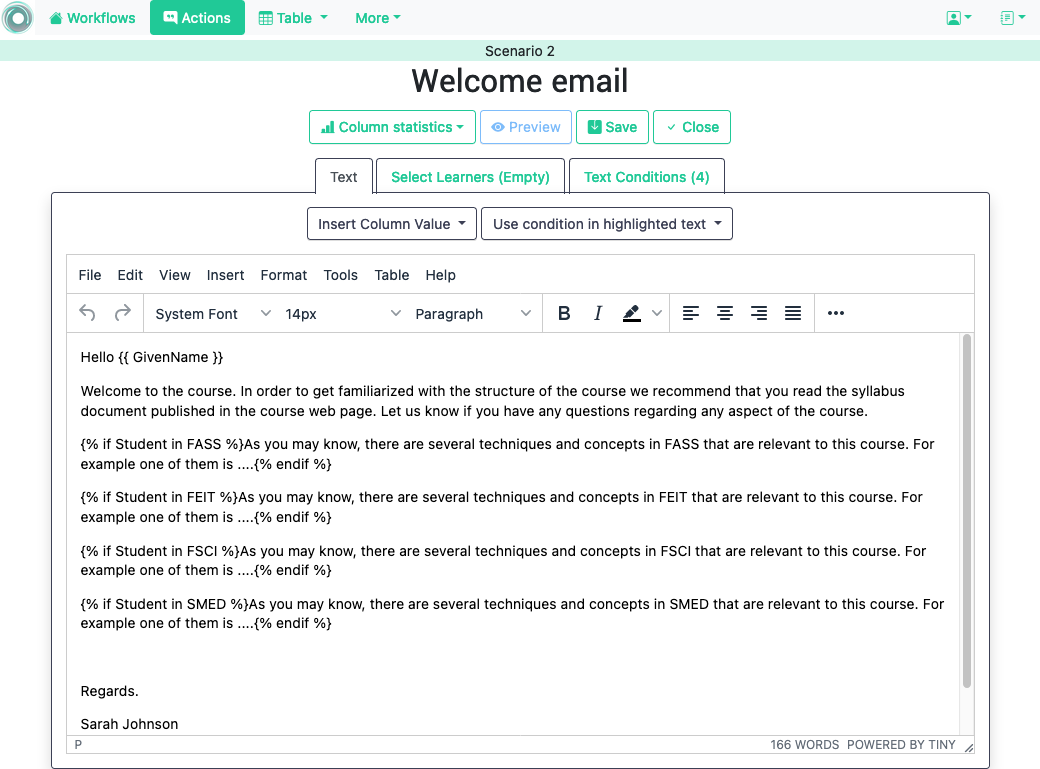 Workflows Actions Table More
Scenario 2
Welcome email
Column statistics Preview Save Close
Text Select Learners (Empty) Text Conditions (4)
Insert Column Value Use condition in highlighted text
File Edit View Insert Format Tools Table Help
System Font 14px Paragraph B I
Hello {{ GivenName }}
Welcome to the course. In order to get familiarized with the structure of the course we recommend that you read the syllabus
document published in the course web page. Let us know if you have any questions regarding any aspect of the course.
{% if Student in FASS %}As you may know, there are several techniques and concepts in FASS that are relevant to this course. For
example one of them is ....{% endif %}
{% if Student in FEIT %}As you may know, there are several techniques and concepts in FEIT that are relevant to this course. For
example one of them is ....{% endif %}
{% if Student in FSCI %}As you may know, there are several techniques and concepts in FSCI that are relevant to this course. For
example one of them is ....{% endif %}
{% if Student in SMED %}As you may know, there are several techniques and concepts in SMED that are relevant to this course. For
example one of them is ....{% endif %}
Regards.
Sarah Johnson
P 166 WORDS POWERED BY TINY